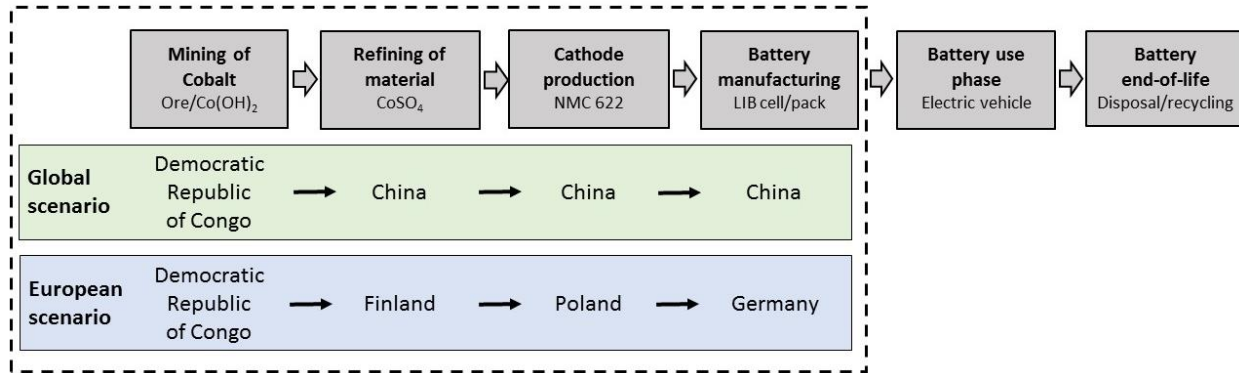 Mining of
Cobalt
Ore/Co(OH)₂
Refining of
material
CoSO₄
Cathode
production
NMC 622
Battery
manufacturing
LIB cell/pack
Battery use
phase
Electric vehicle
Battery
end-of-life
Disposal/recycling
Global
scenario
Democratic
Republic
of Congo
China
China
China
European
scenario
Democratic
Republic
of Congo
Finland
Poland
Germany